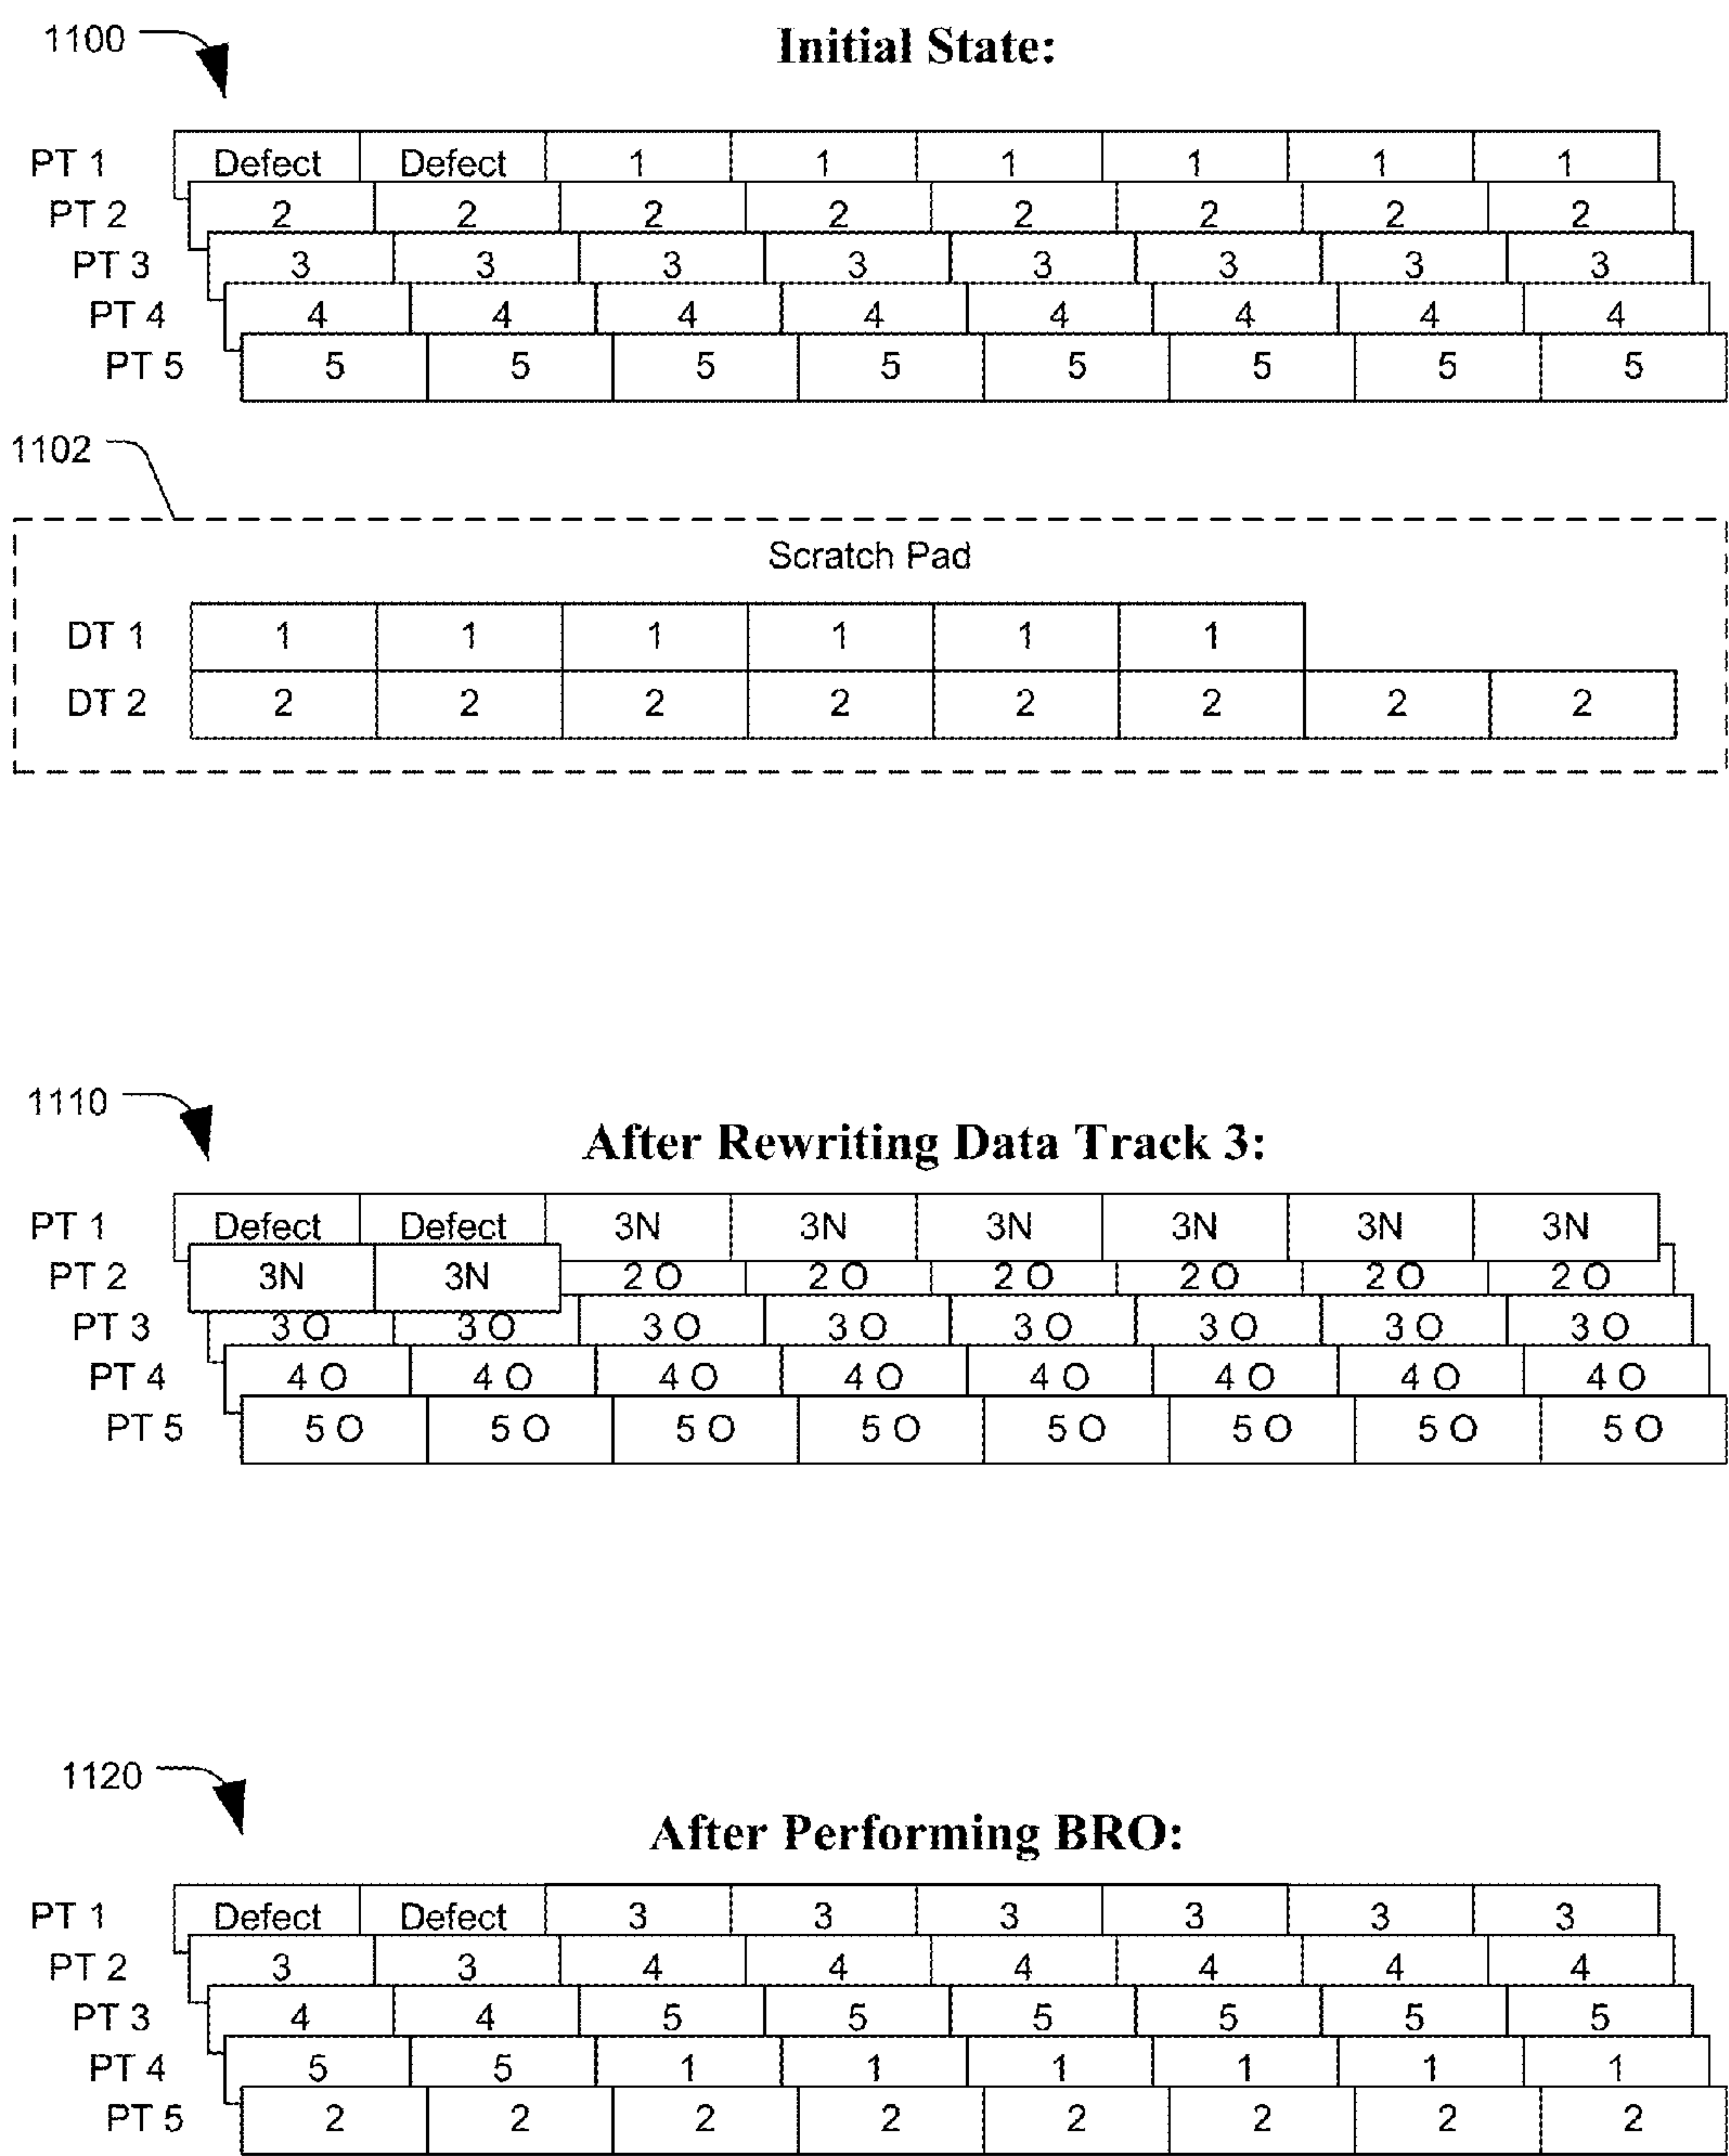 1100
Initial State:
PT 1 Defect Defect 1 1 1 1 1 1
PT 2 2 2 2 2 2 2 2 2
PT 3 3 3 3 3 3 3 3 3
PT 4 4 4 4 4 4 4 4 4
PT 5 5 5 5 5 5 5 5 5
1102
Scratch Pad
DT 1 1 1 1 1 1 1
DT 2 2 2 2 2 2 2 2 2
1110
After Rewriting Data Track 3:
PT 1 Defect Defect 3N 3N 3N 3N 3N 3N
PT 2 3N 3N 2 O 2 O 2 O 2 O 2 O 2 O
PT 3 3 O 3 O 3 O 3 O 3 O 3 O 3 O 3 O
PT 4 4 O 4 O 4 O 4 O 4 O 4 O 4 O 4 O
PT 5 5 O 5 O 5 O 5 O 5 O 5 O 5 O 5 O
1120
After Performing BRO:
PT 1 Defect Defect 3 3 3 3 3 3
PT 2 3 3 4 4 4 4 4 4
PT 3 4 4 5 5 5 5 5 5
PT 4 5 5 1 1 1 1 1 1
PT 5 2 2 2 2 2 2 2 2